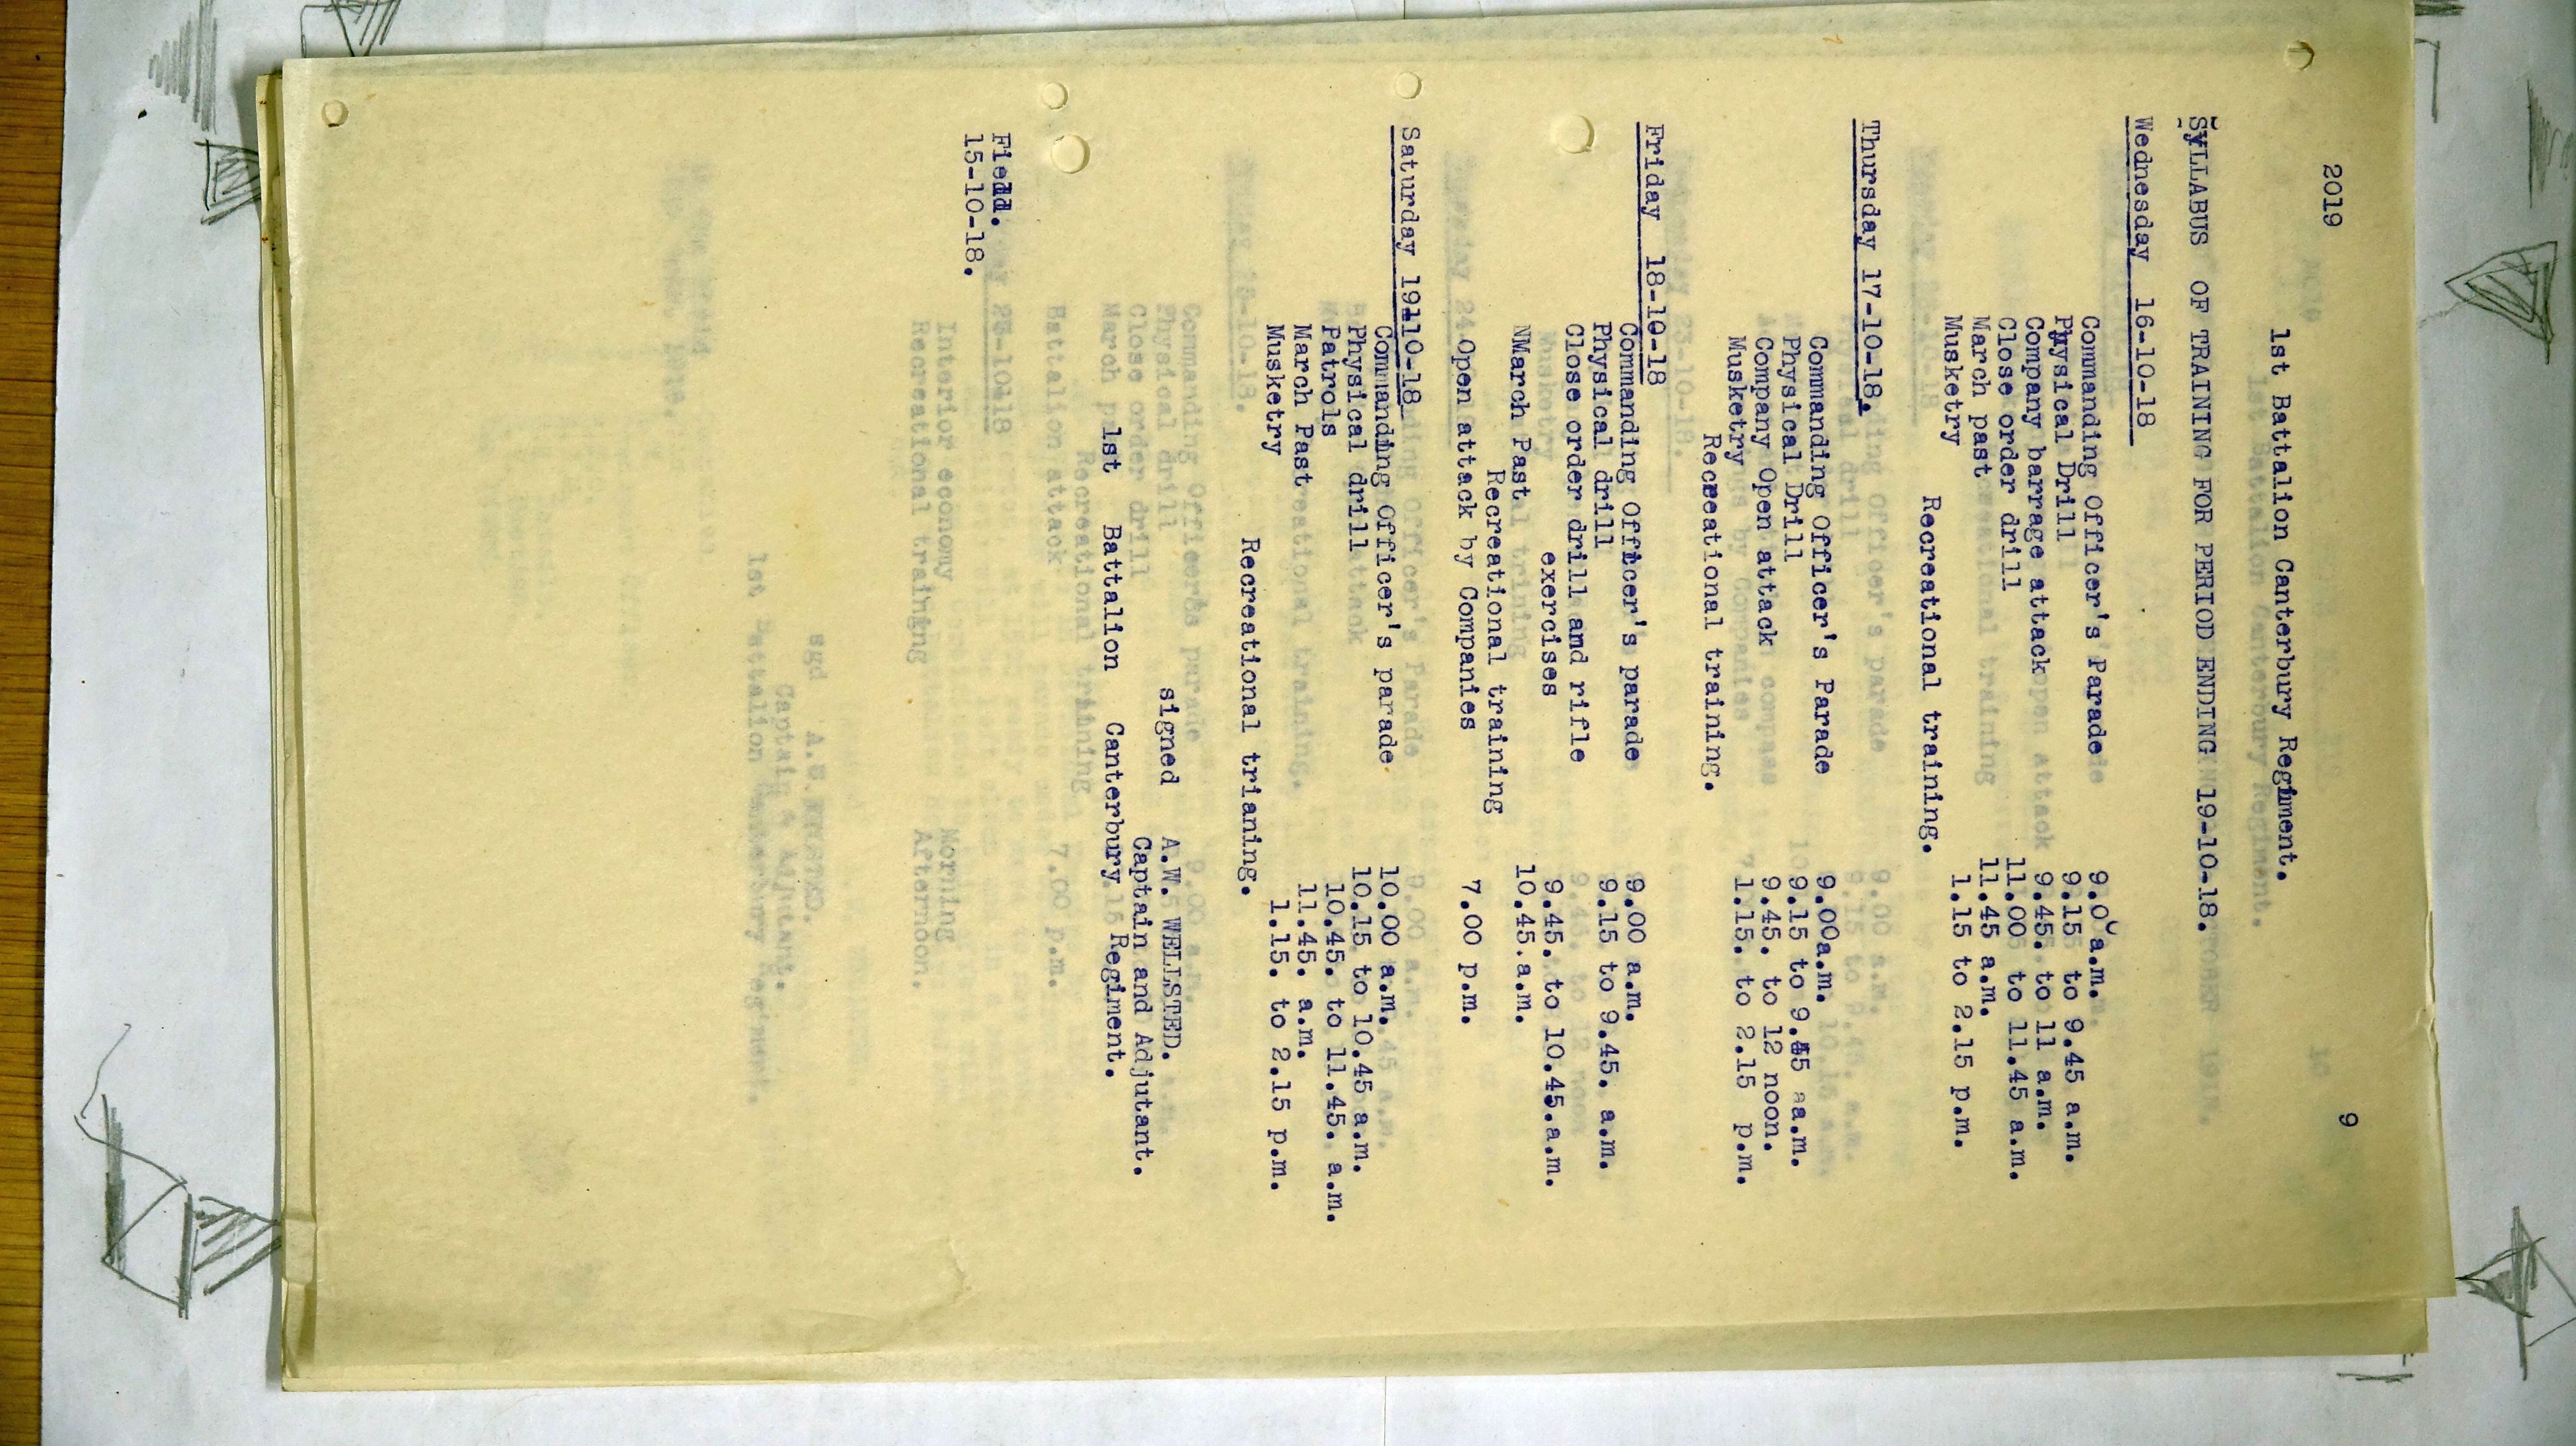 2019 9
1st Battalion Canterbury Regiment.
SYLLABUS OF TRAINING FOR PERIOD ENDING 19-10-18.
Wednesday 16-10-18
Commanding Officer's Parade 9.00 a.m.
Physical Drill 9.15 to 9.45 a.m.
Company barrage attack 9.45. to 11 a.m.
Close order drill 11.00 to 11.45 a.m.
March past 11.45 a.m.
Musketry 1.15 to 2.15 p.m.
Recreational training.
Thursday 17-10-18.
Commanding Officer's Parade 9.00a.m.
Physical Drill 9.15 to 9.45 a.m.
Company Open attack 9.45. to 12 noon.
Musketry 1.15. to 2.15 p.m.
Recreational training.
Friday 18-10-18
Commanding Officer's parade 9.00 a.m.
Physical drill 9.15 to 9.45. a.m.
Close order drill and rifle
exercises 9.45. to 10.45.a.m.
NMarch Past 10.45.a.m.
Recreational training
Open attack by Companies 7.00 p.m.
Saturday 19-10-18
Commanding Officer's parade 10.00 a.m.
Physical drill 10.15 to 10.45 a.m.
Patrols 10.45. to 11.45. a.m.
March Past 11.45. a.m.
Musketry 1.15. to 2.15 p.m.
Recreational trianing.
signed A.W. WELLSTED.
Captain and Adjutant.
1st Battalion Canterbury Regiment.
Fiedd.
15-10-18.